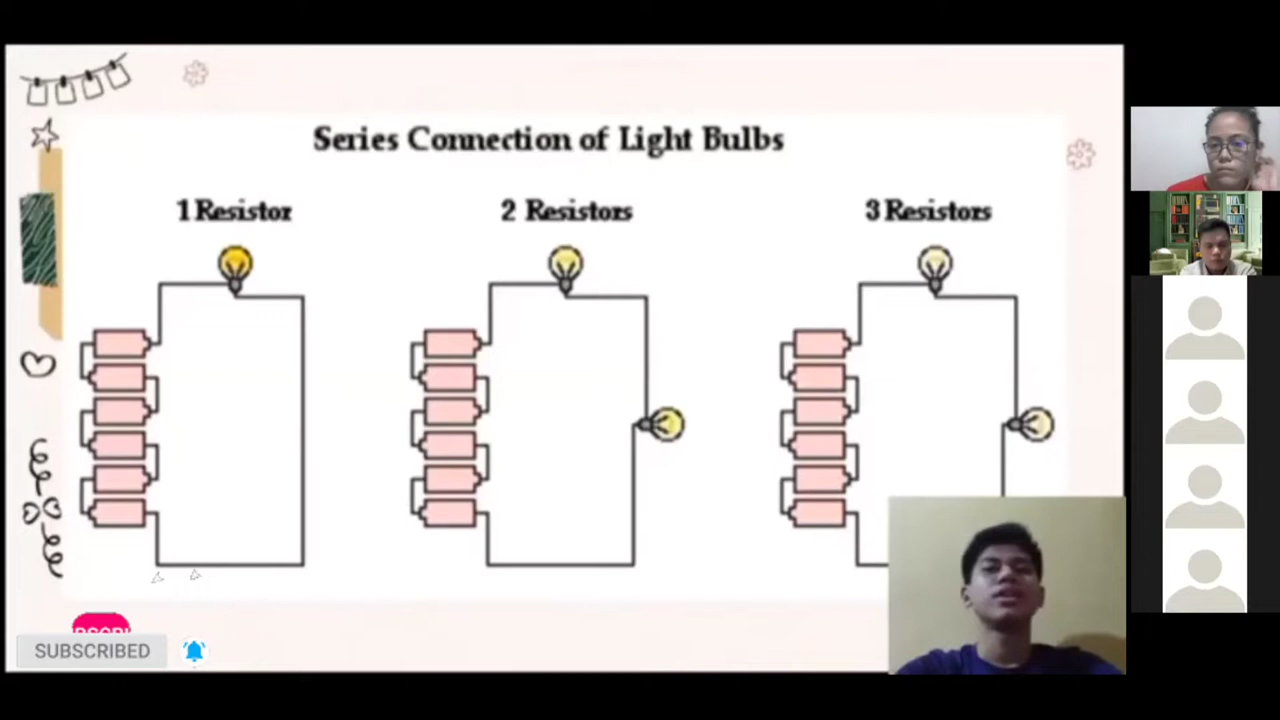 Series Connection of Light Bulbs
1 Resistor
2 Resistors
3 Resistors
SUBSCRIBED